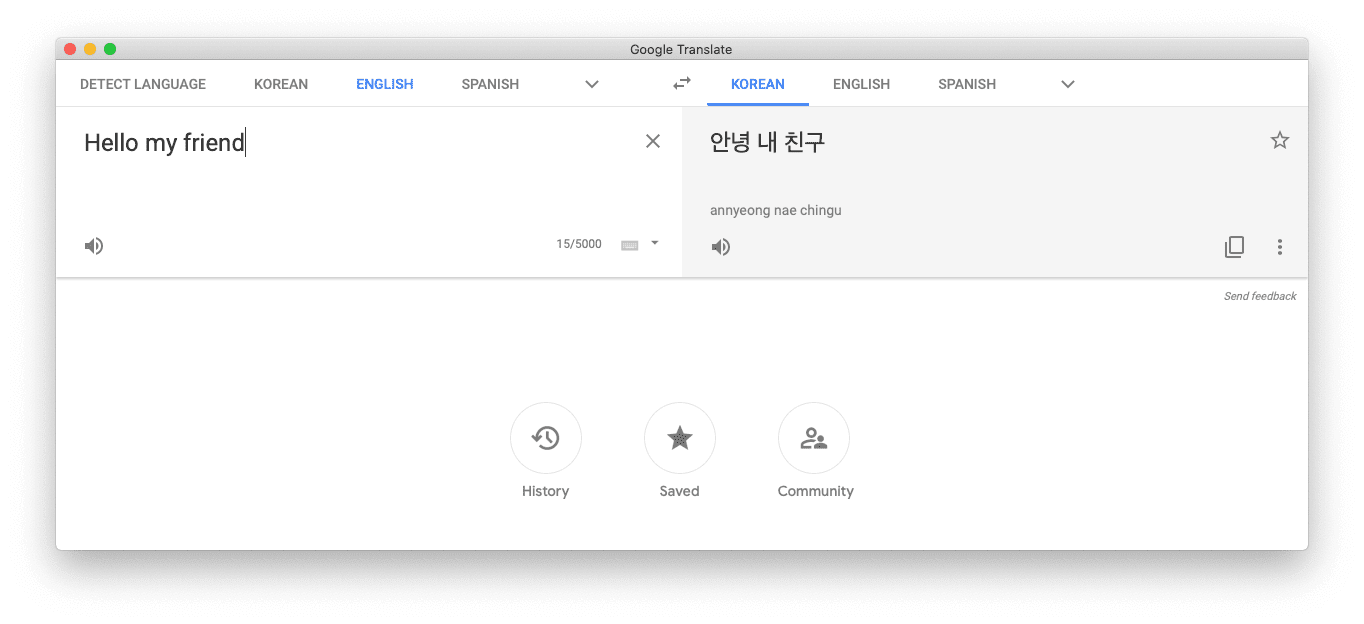 Google Translate
DETECT LANGUAGE KOREAN ENGLISH SPANISH KOREAN ENGLISH SPANISH
Hello my friend
안녕 내 친구
annyeong nae chingu
15/5000
Send feedback
History Saved Community